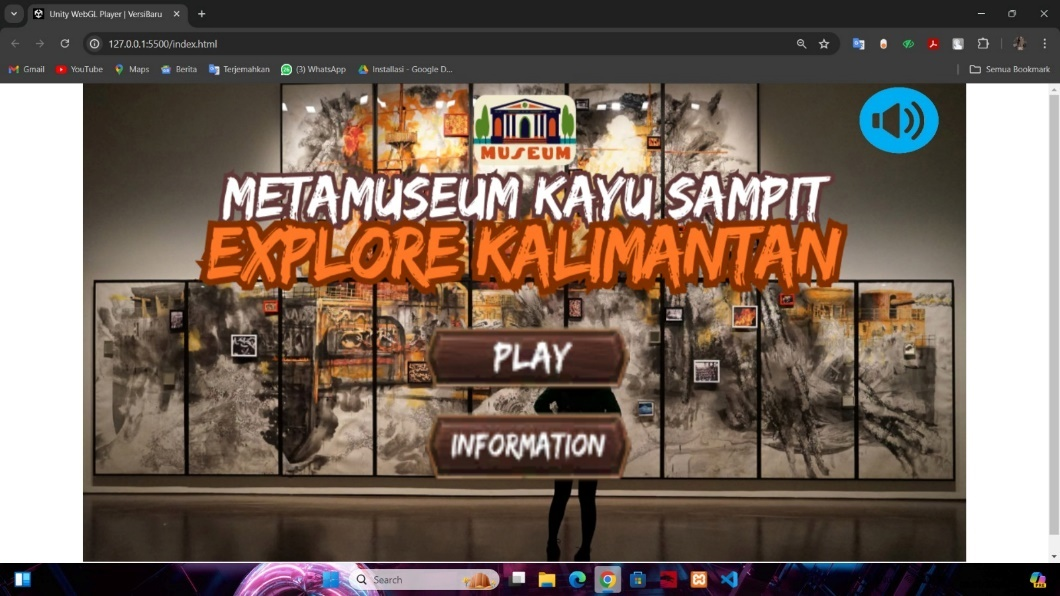 Unity WebGL Player | VersiBaru
127.0.0.1:5500/index.html
Gmail YouTube Maps Berita Terjemahkan (3) WhatsApp Installasi - Google D... Semua Bookmark
MUSEUM
METAMUSEUM KAYU SAMPIT
EXPLORE KALIMANTAN
PLAY
INFORMATION
Search